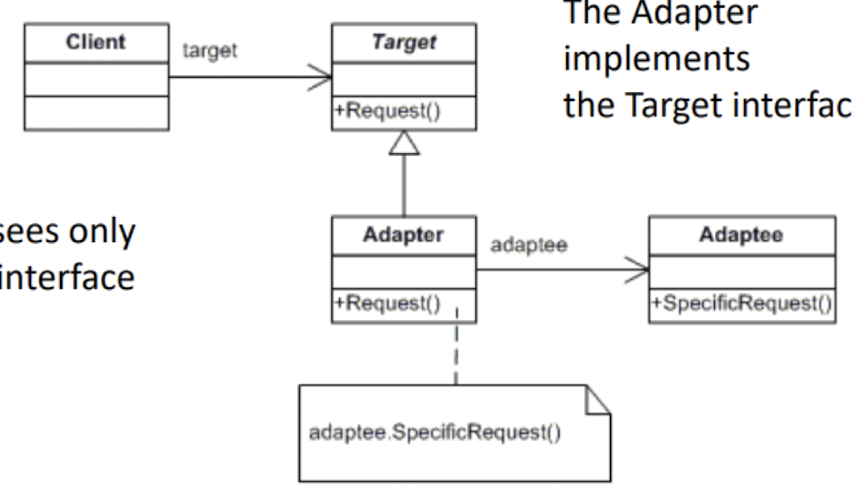 The Adapter
implements
the Target interfac
Client
target
Target
+Request()
sees only
interface
Adapter
+Request()
adaptee
Adaptee
+SpecificRequest()
adaptee.SpecificRequest()